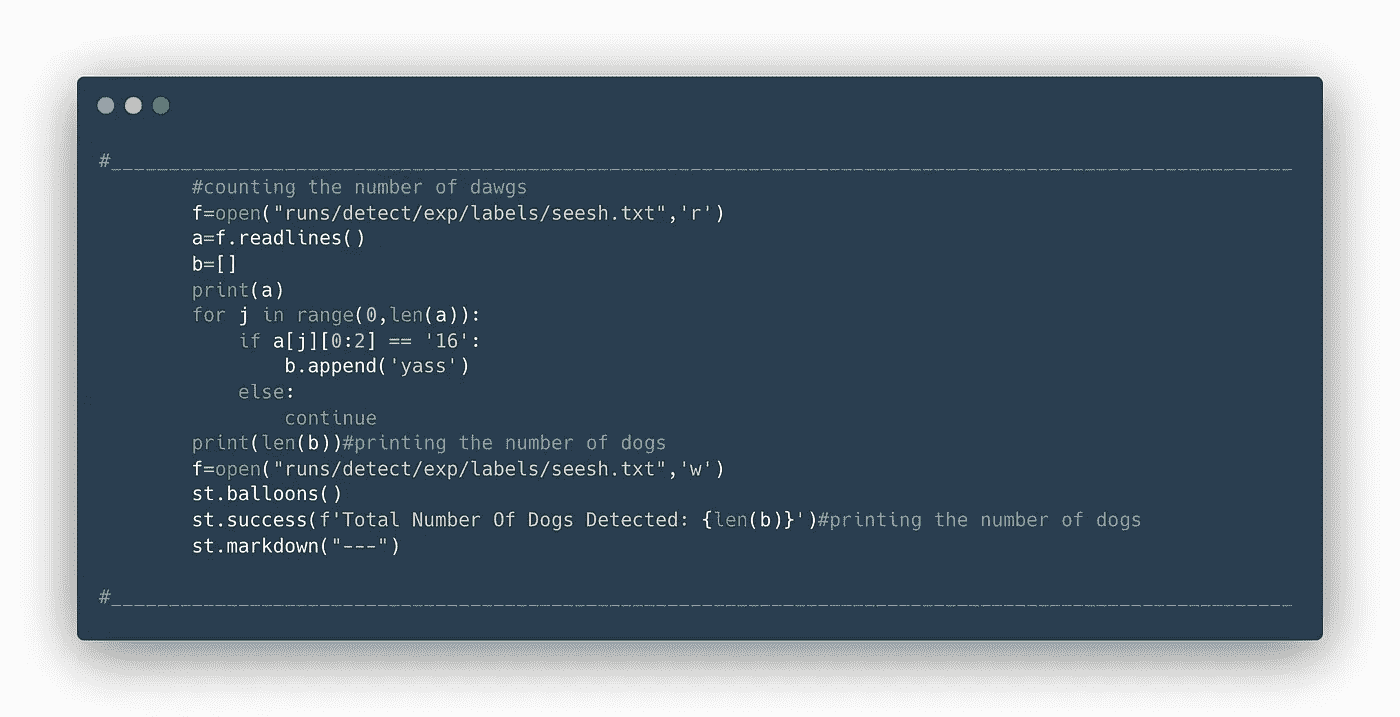 #_______________________________________________________________________________________________________
        #counting the number of dawgs
        f=open("runs/detect/exp/labels/seesh.txt",'r')
        a=f.readlines()
        b=[]
        print(a)
        for j in range(0,len(a)):
            if a[j][0:2] == '16':
                b.append('yass')
            else:
                continue
        print(len(b))#printing the number of dogs
        f=open("runs/detect/exp/labels/seesh.txt",'w')
        st.balloons()
        st.success(f'Total Number Of Dogs Detected: {len(b)}')#printing the number of dogs
        st.markdown("---")
#_______________________________________________________________________________________________________